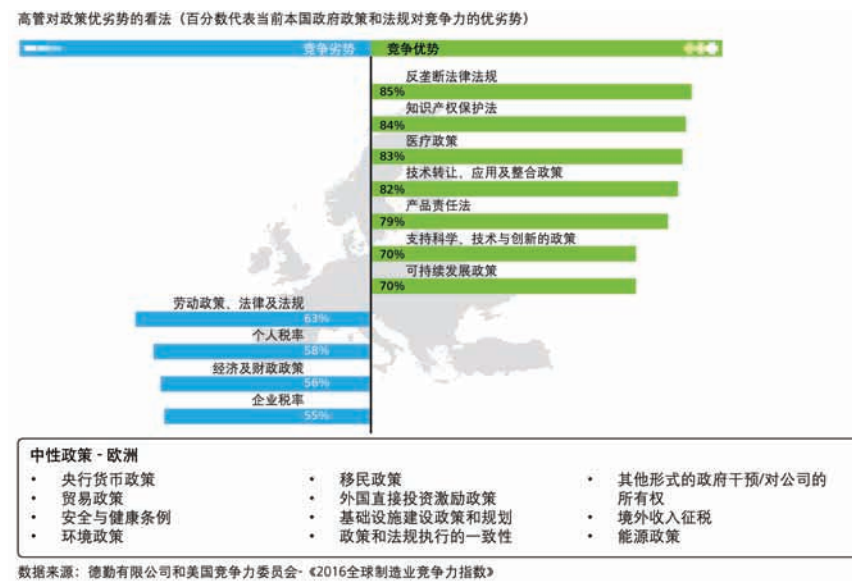 高管对政策优劣势的看法（百分数代表当前本国政府政策和法规对竞争力的优劣势）
竞争劣势 竞争优势
反垄断法律法规
85%
知识产权保护法
84%
医疗政策
83%
技术转让、应用及整合政策
82%
产品责任法
79%
支持科学、技术与创新的政策
70%
可持续发展政策
70%
劳动政策、法律及法规
63%
个人税率
58%
经济及财政政策
56%
企业税率
55%
中性政策 - 欧洲
• 央行货币政策
• 贸易政策
• 安全与健康条例
• 环境政策
• 移民政策
• 外国直接投资激励政策
• 基础设施建设政策和规划
• 政策和法规执行的一致性
• 其他形式的政府干预/对公司的
所有权
• 境外收入征税
• 能源政策
数据来源：德勤有限公司和美国竞争力委员会-《2016全球制造业竞争力指数》